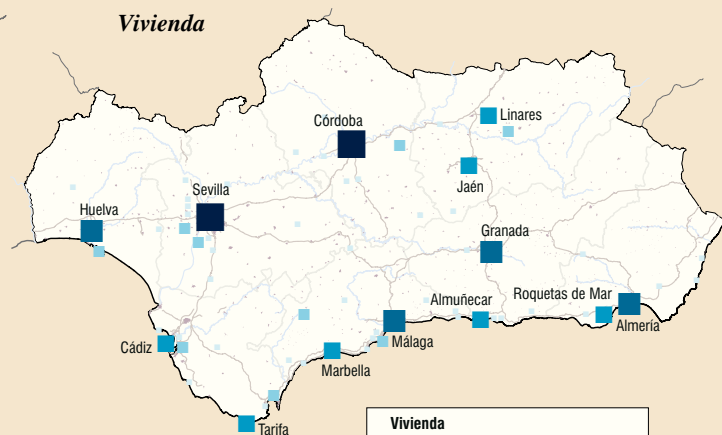 Vivienda
Linares
Córdoba
Jaén
Sevilla
Huelva
Granada
Almuñecar
Roquetas de Mar
Almería
Málaga
Cádiz
Marbella
Tarifa
Vivienda